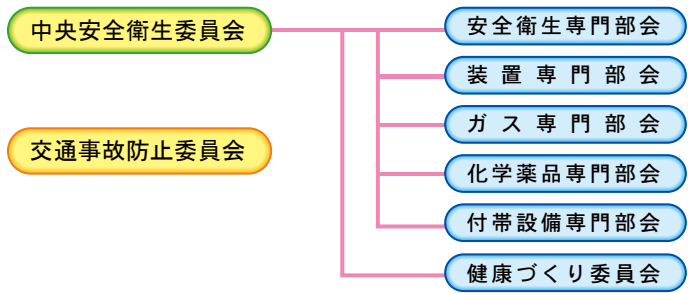 中央安全衛生委員会
交通事故防止委員会
安全衛生専門部会
装置専門部会
ガス専門部会
化学薬品専門部会
付帯設備専門部会
健康づくり委員会